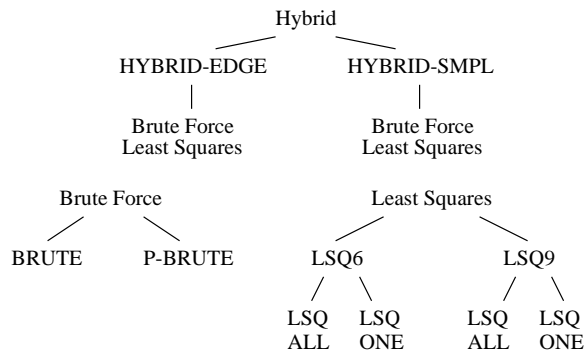 Hybrid
HYBRID-EDGE HYBRID-SMPL
Brute Force Brute Force
Least Squares Least Squares
Brute Force Least Squares
BRUTE P-BRUTE LSQ6 LSQ9
LSQ LSQ LSQ LSQ
ALL ONE ALL ONE